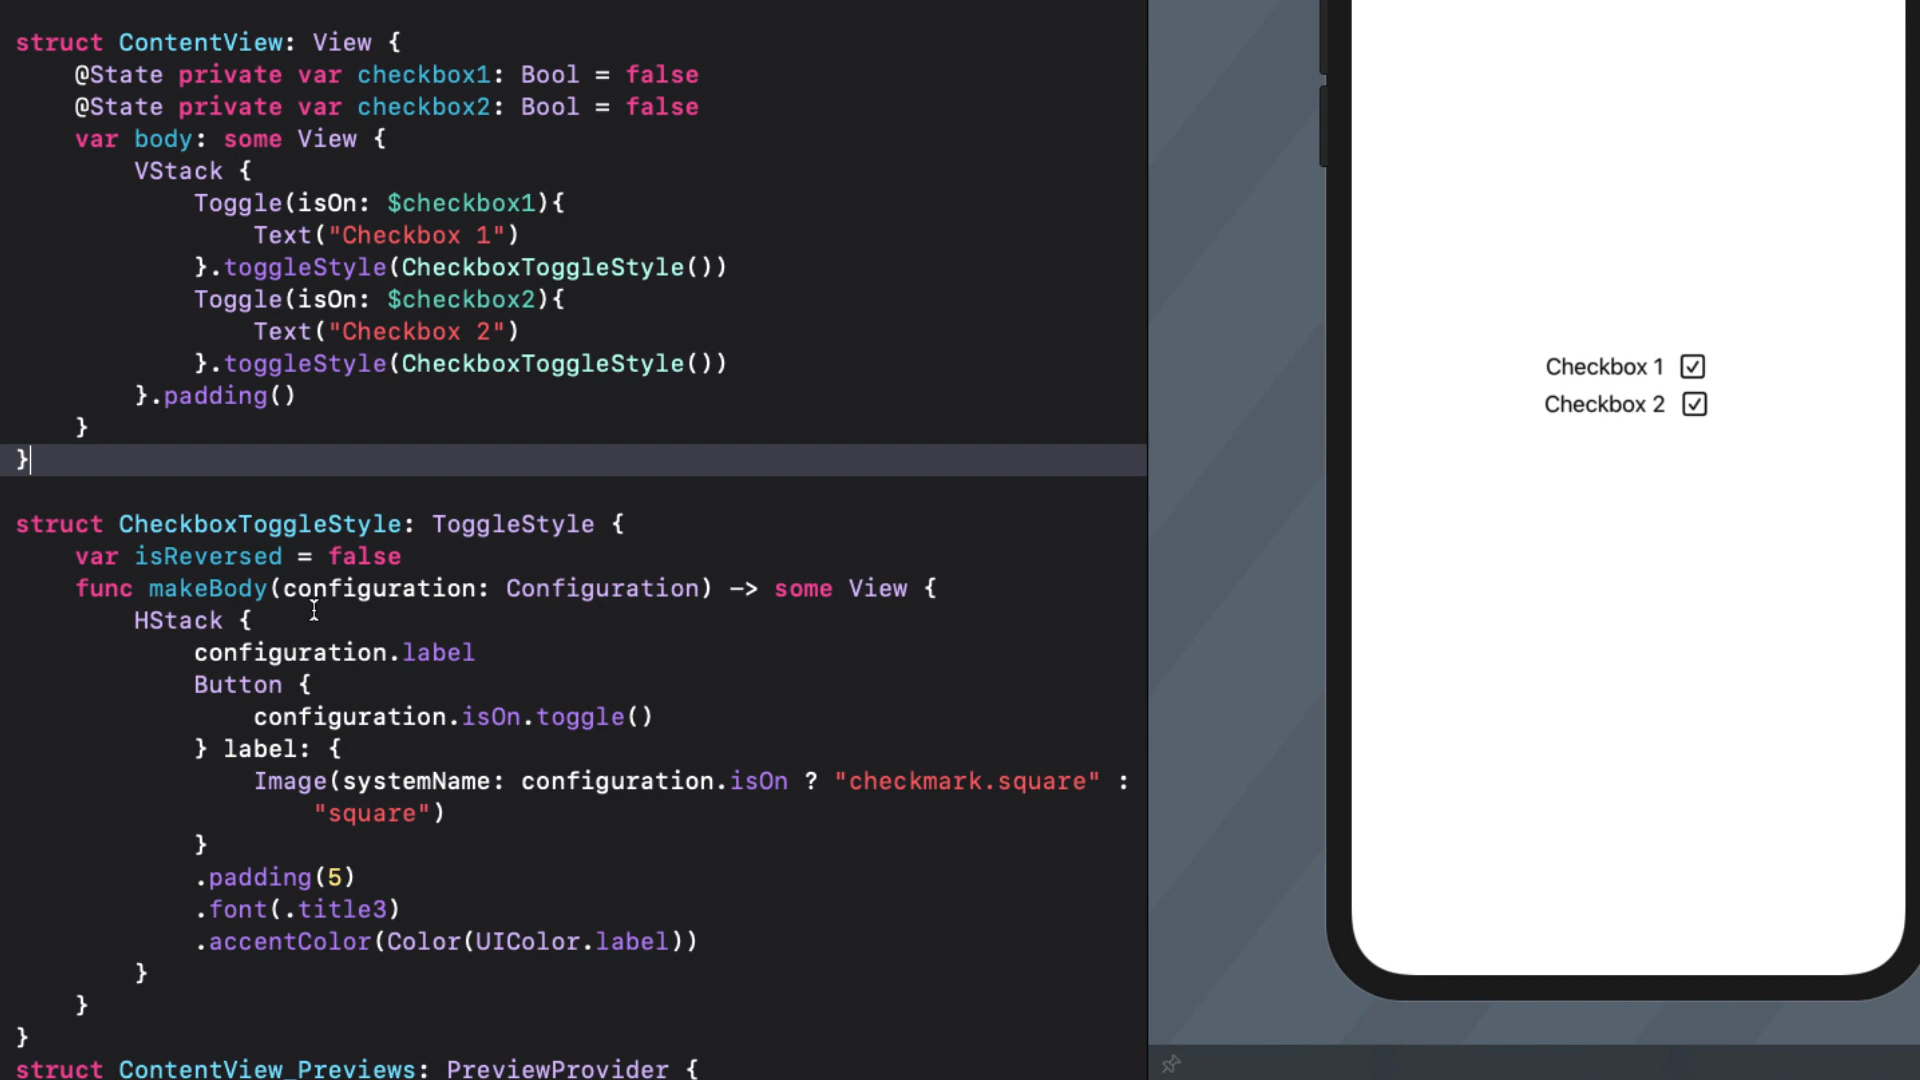 struct ContentView: View {
@State private var checkbox1: Bool = false
@State private var checkbox2: Bool = false
var body: some View {
VStack {
Toggle(isOn: $checkbox1){
Text("Checkbox 1")
}.toggleStyle(CheckboxToggleStyle())
Toggle(isOn: $checkbox2){
Text("Checkbox 2")
}.toggleStyle(CheckboxToggleStyle())
}.padding()
}
}
struct CheckboxToggleStyle: ToggleStyle {
var isReversed = false
func makeBody(configuration: Configuration) -> some View {
HStack {
configuration.label
Button {
configuration.isOn.toggle()
} label: {
Image(systemName: configuration.isOn ? "checkmark.square" :
"square")
}
.padding(5)
.font(.title3)
.accentColor(Color(UIColor.label))
}
}
}
struct ContentView_Previews: PreviewProvider {
Checkbox 1
Checkbox 2